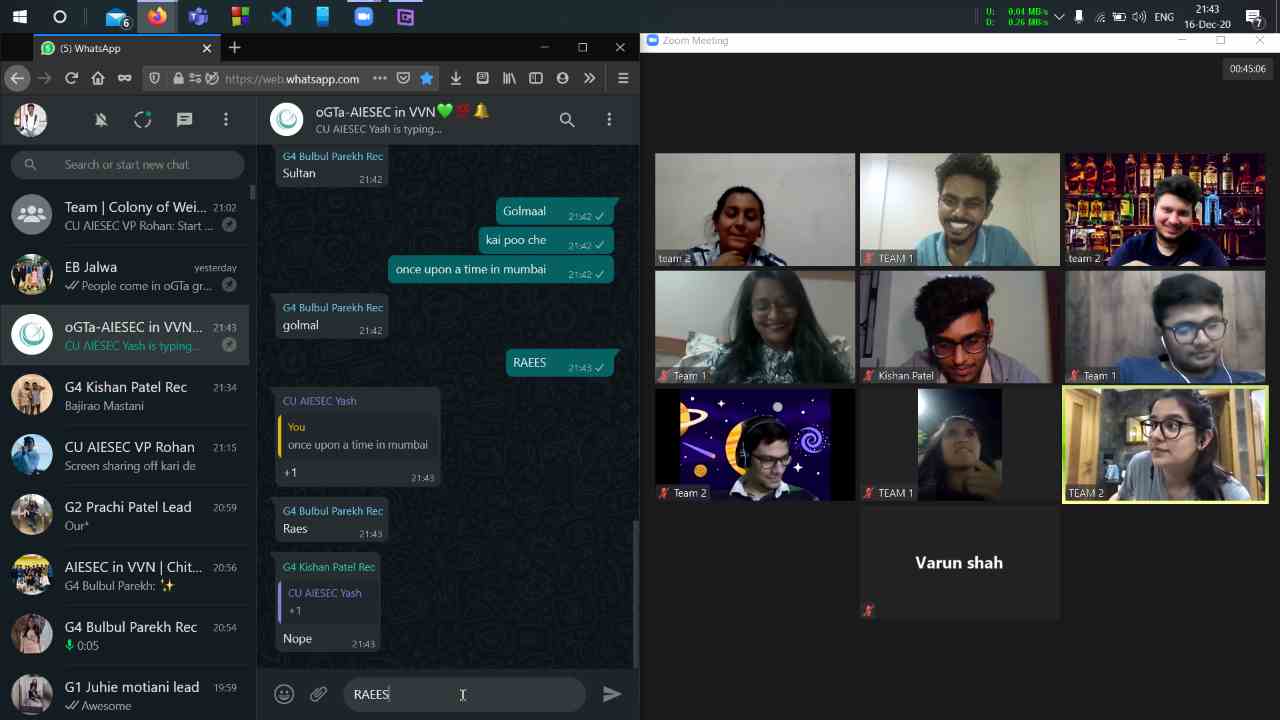 6
U: 0.04 MB/s
D: 0.26 MB/s
ENG
21:43
16-Dec-20
7
(5) WhatsApp
https://web.whatsapp.com
Search or start new chat
Team | Colony of Wei... 21:02
CU AIESEC VP Rohan: Start ...
EB Jalwa yesterday
People come in oGTa gr...
oGTa-AIESEC in VVN... 21:43
CU AIESEC Yash is typing...
G4 Kishan Patel Rec 21:34
Bajirao Mastani
CU AIESEC VP Rohan 21:15
Screen sharing off kari de
G2 Prachi Patel Lead 20:59
Our*
AIESEC in VVN | Chit... 20:56
G4 Bulbul Parekh: ✨
G4 Bulbul Parekh Rec 20:54
0:05
G1 Juhie motiani lead 19:59
Awesome
oGTa-AIESEC in VVN💚💯🔔
CU AIESEC Yash is typing...
G4 Bulbul Parekh Rec
Sultan 21:42
Golmaal 21:42
kai poo che 21:42
once upon a time in mumbai 21:42
G4 Bulbul Parekh Rec
golmal 21:42
RAEES 21:43
CU AIESEC Yash
You
once upon a time in mumbai
+1 21:43
G4 Bulbul Parekh Rec
Raes 21:43
G4 Kishan Patel Rec
CU AIESEC Yash
+1
Nope 21:43
RAEES
Zoom Meeting
00:45:06
team 2
TEAM 1
team 2
Team 1
Kishan Patel
Team 1
Team 2
TEAM 1
TEAM 2
Varun shah